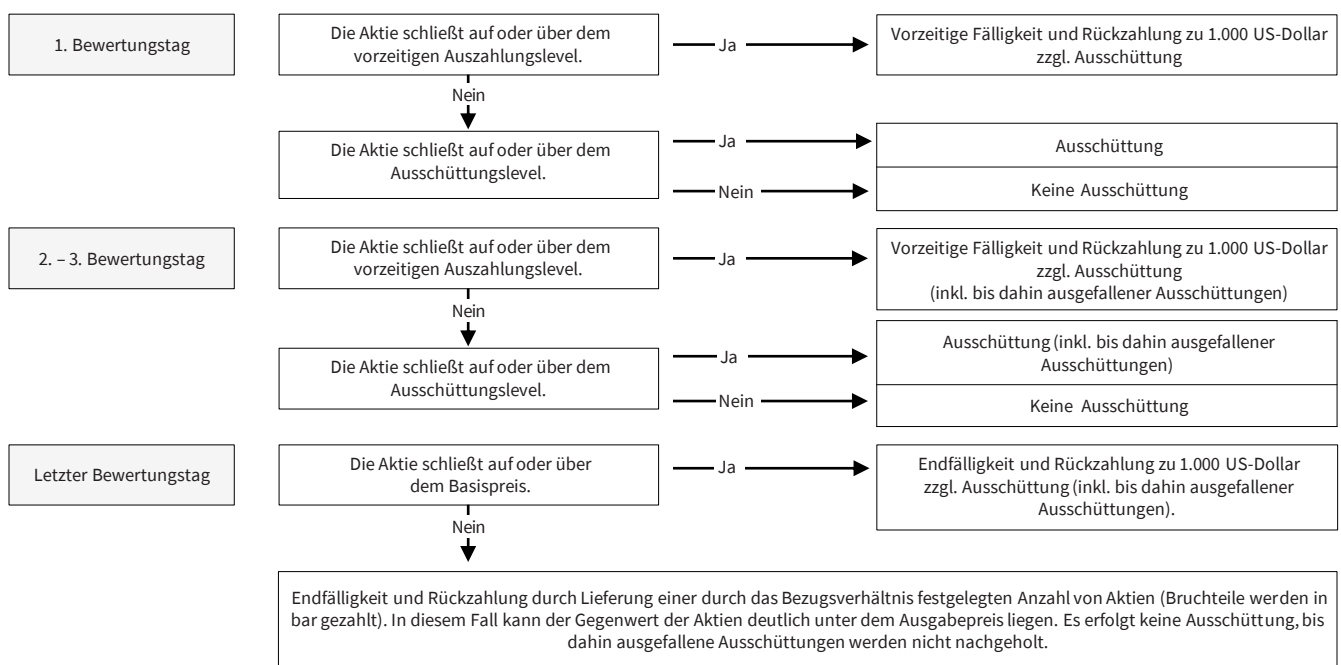 1. Bewertungstag
Die Aktie schließt auf oder über dem
vorzeitigen Auszahlungslevel.
Ja
Vorzeitige Fälligkeit und Rückzahlung zu 1.000 US-Dollar
zzgl. Ausschüttung
Nein
Die Aktie schließt auf oder über dem
Ausschüttungslevel.
Ja
Ausschüttung
Nein
Keine Ausschüttung
2. – 3. Bewertungstag
Die Aktie schließt auf oder über dem
vorzeitigen Auszahlungslevel.
Ja
Vorzeitige Fälligkeit und Rückzahlung zu 1.000 US-Dollar
zzgl. Ausschüttung
(inkl. bis dahin ausgefallener Ausschüttungen)
Nein
Die Aktie schließt auf oder über dem
Ausschüttungslevel.
Ja
Ausschüttung (inkl. bis dahin ausgefallener
Ausschüttungen)
Nein
Keine Ausschüttung
Letzter Bewertungstag
Die Aktie schließt auf oder über
dem Basispreis.
Ja
Endfälligkeit und Rückzahlung zu 1.000 US-Dollar
zzgl. Ausschüttung (inkl. bis dahin ausgefallener
Ausschüttungen).
Nein
Endfälligkeit und Rückzahlung durch Lieferung einer durch das Bezugsverhältnis festgelegten Anzahl von Aktien (Bruchteile werden in
bar gezahlt). In diesem Fall kann der Gegenwert der Aktien deutlich unter dem Ausgabepreis liegen. Es erfolgt keine Ausschüttung, bis
dahin ausgefallene Ausschüttungen werden nicht nachgeholt.